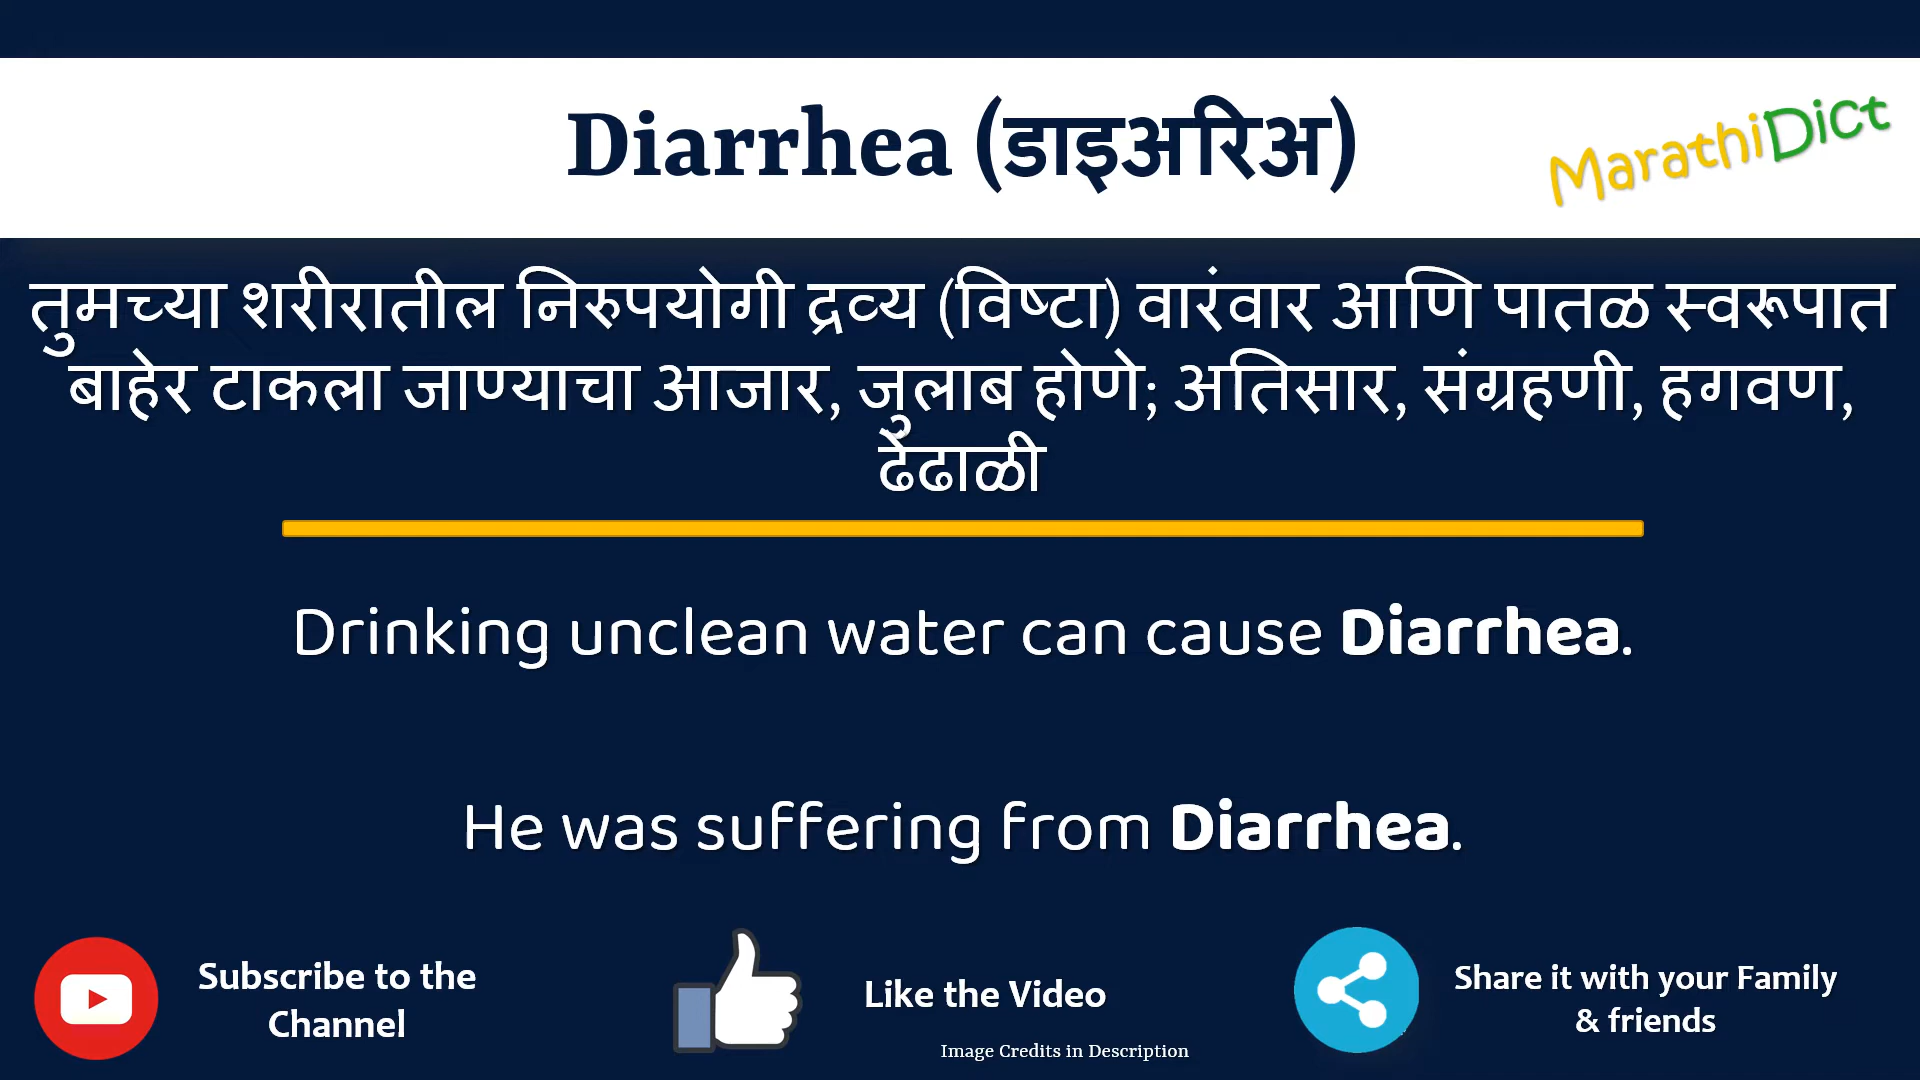 Diarrhea (डाइअरिअ)
MarathiDict
तुमच्या शरीरातील निरुपयोगी द्रव्य (विष्टा) वारंवार आणि पातळ स्वरूपात
बाहेर टाकला जाण्याचा आजार, जुलाब होणे; अतिसार, संग्रहणी, हगवण,
ढेंढाळी
Drinking unclean water can cause Diarrhea.
He was suffering from Diarrhea.
Subscribe to the
Channel
Like the Video
Share it with your Family
& friends
Image Credits in Description